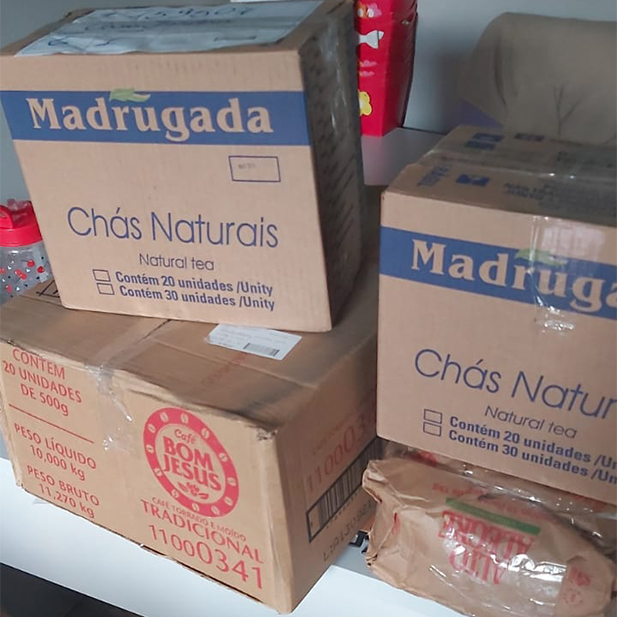 Madrugada
Chás Naturais
Natural tea
Contém 20 unidades /Unity
Contém 30 unidades /Unity
Madruga
Chás Natur
Natural tea
Contém 20 unidades /Un
Contém 30 unidades /Un
CONTÉM
20 UNIDADES
DE 500g
PESO LÍQUIDO
10,000 kg
PESO BRUTO
11,270 kg
Café
BOM
JESUS
CAFÉ TORRADO E MOÍDO
TRADICIONAL
11000341
11000341